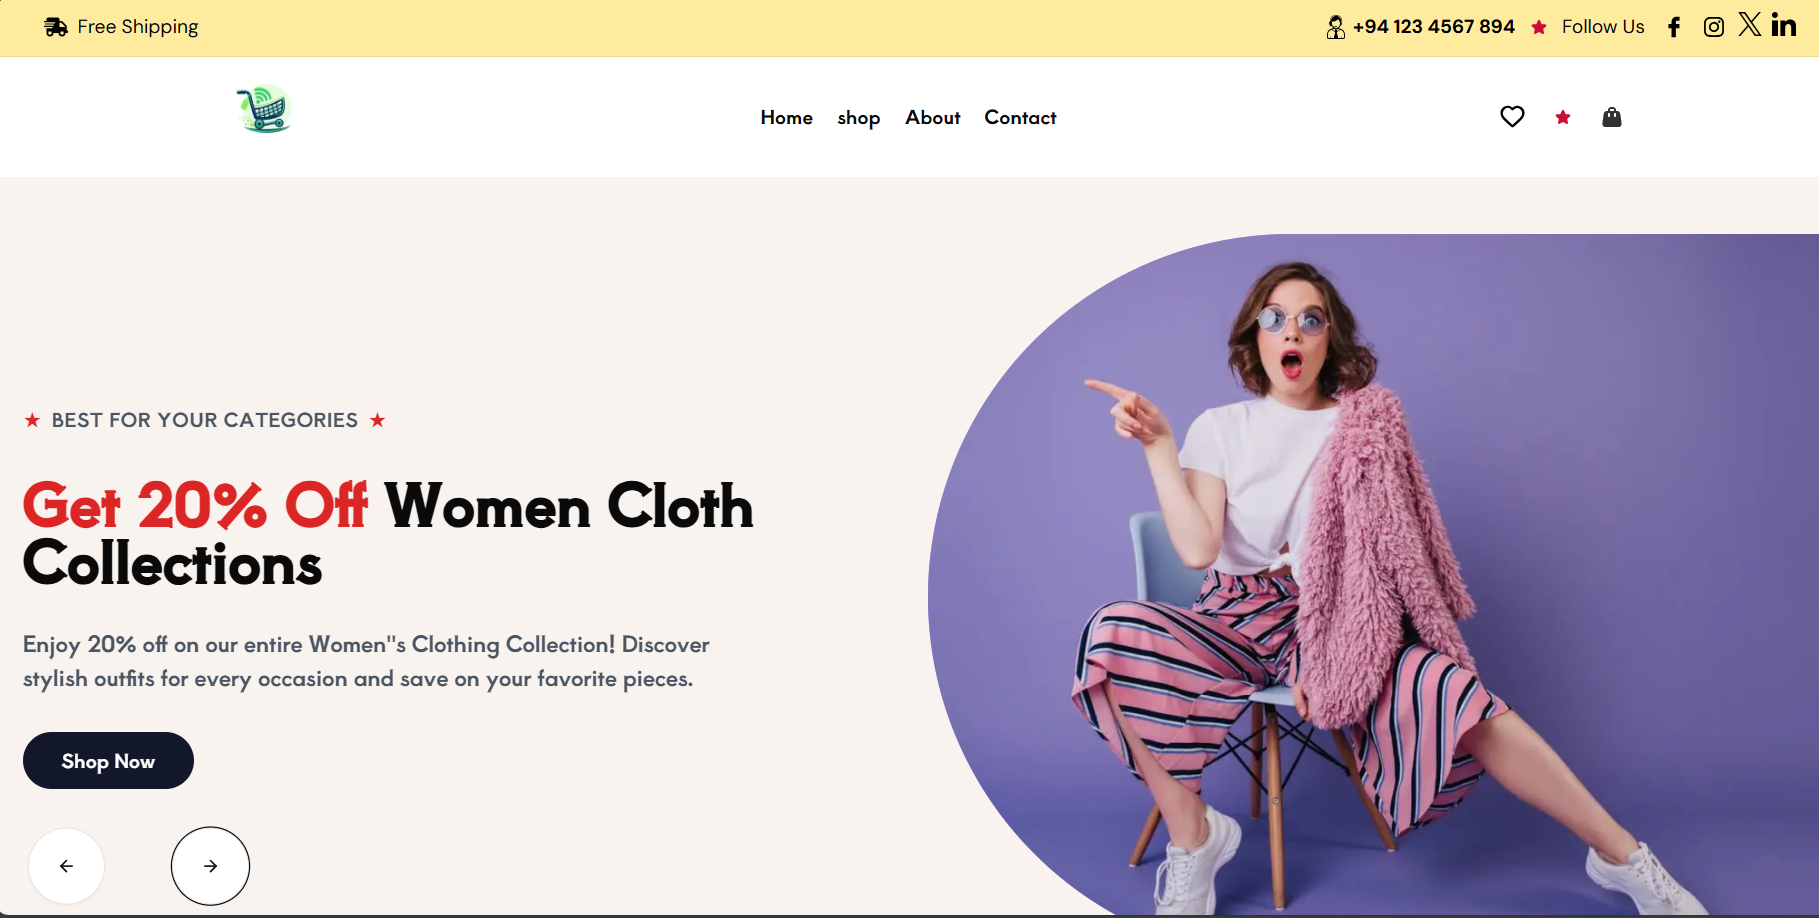 Free Shipping
+94 123 4567 894
Follow Us
Home
shop
About
Contact
BEST FOR YOUR CATEGORIES
Get 20% Off Women Cloth
Collections
Enjoy 20% off on our entire Women"s Clothing Collection! Discover
stylish outfits for every occasion and save on your favorite pieces.
Shop Now